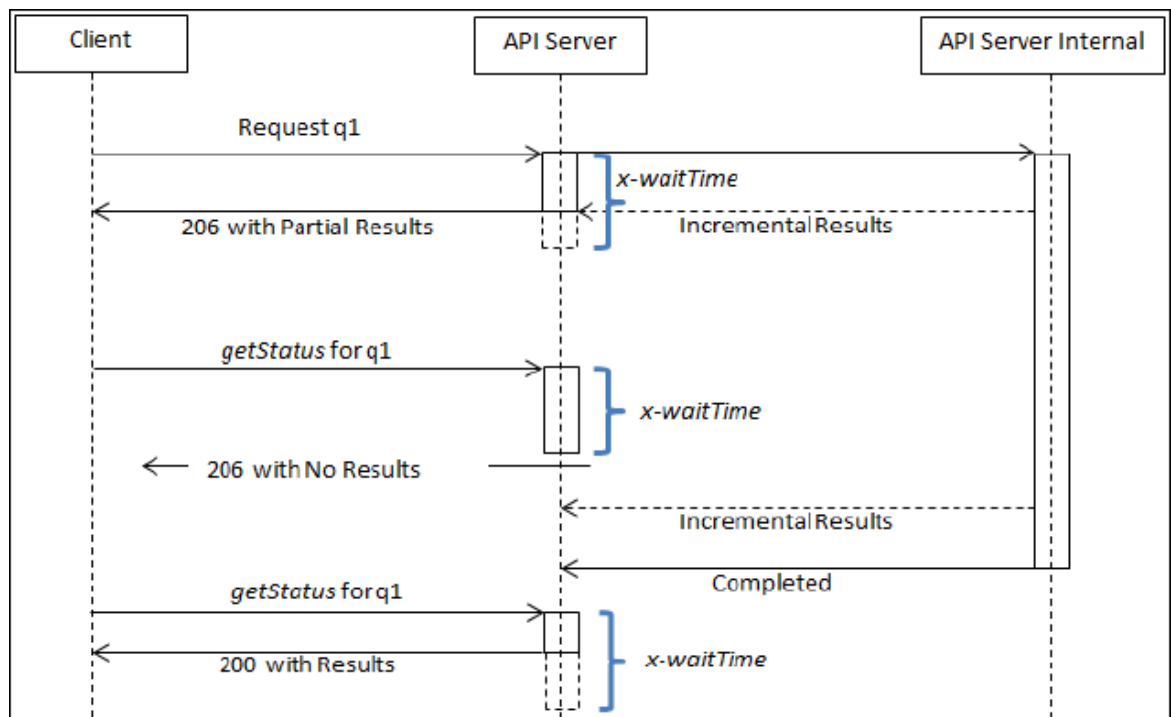 Client
API Server
API Server Internal
Request q1
x-waitTime
206 with Partial Results
Incremental Results
getStatus for q1
x-waitTime
206 with No Results
Incremental Results
Completed
getStatus for q1
200 with Results
x-waitTime